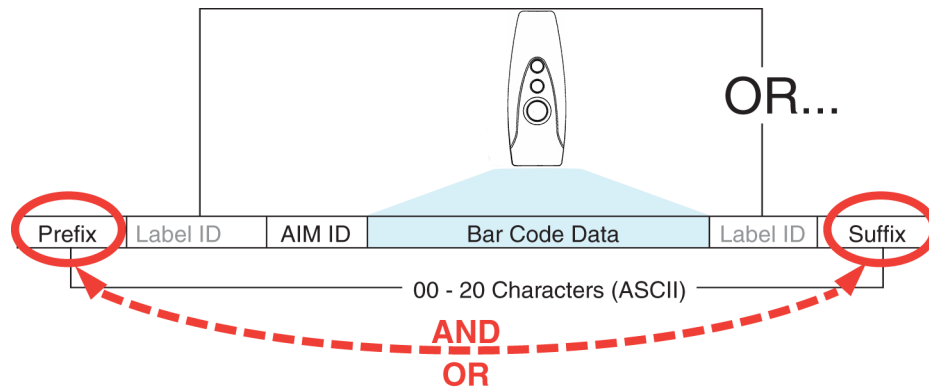 OR...
Prefix Label ID AIM ID Bar Code Data Label ID Suffix
00 - 20 Characters (ASCII)
AND
OR